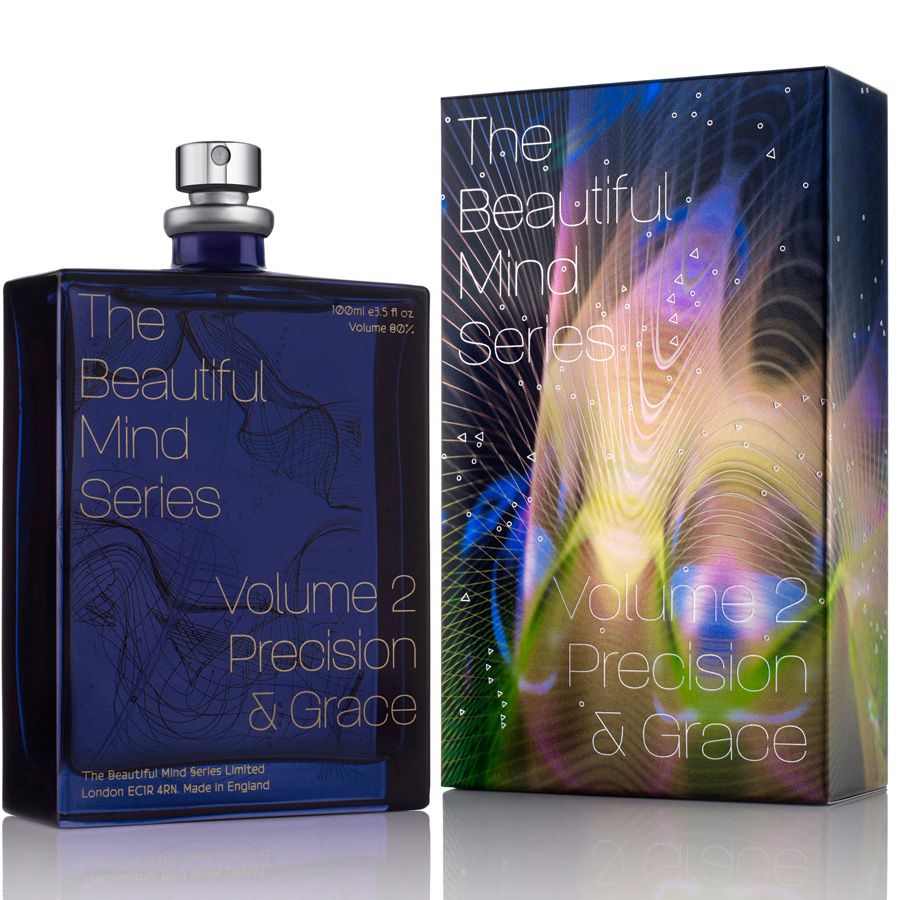 The
Beautiful
Mind
Series
100ml e3.5 fl oz
Volume 80%
Volume 2
Precision
& Grace
The Beautiful Mind Series Limited
London EC1R 4RN. Made in England
The
Beautiful
Mind
Series
Volume 2
Precision
& Grace